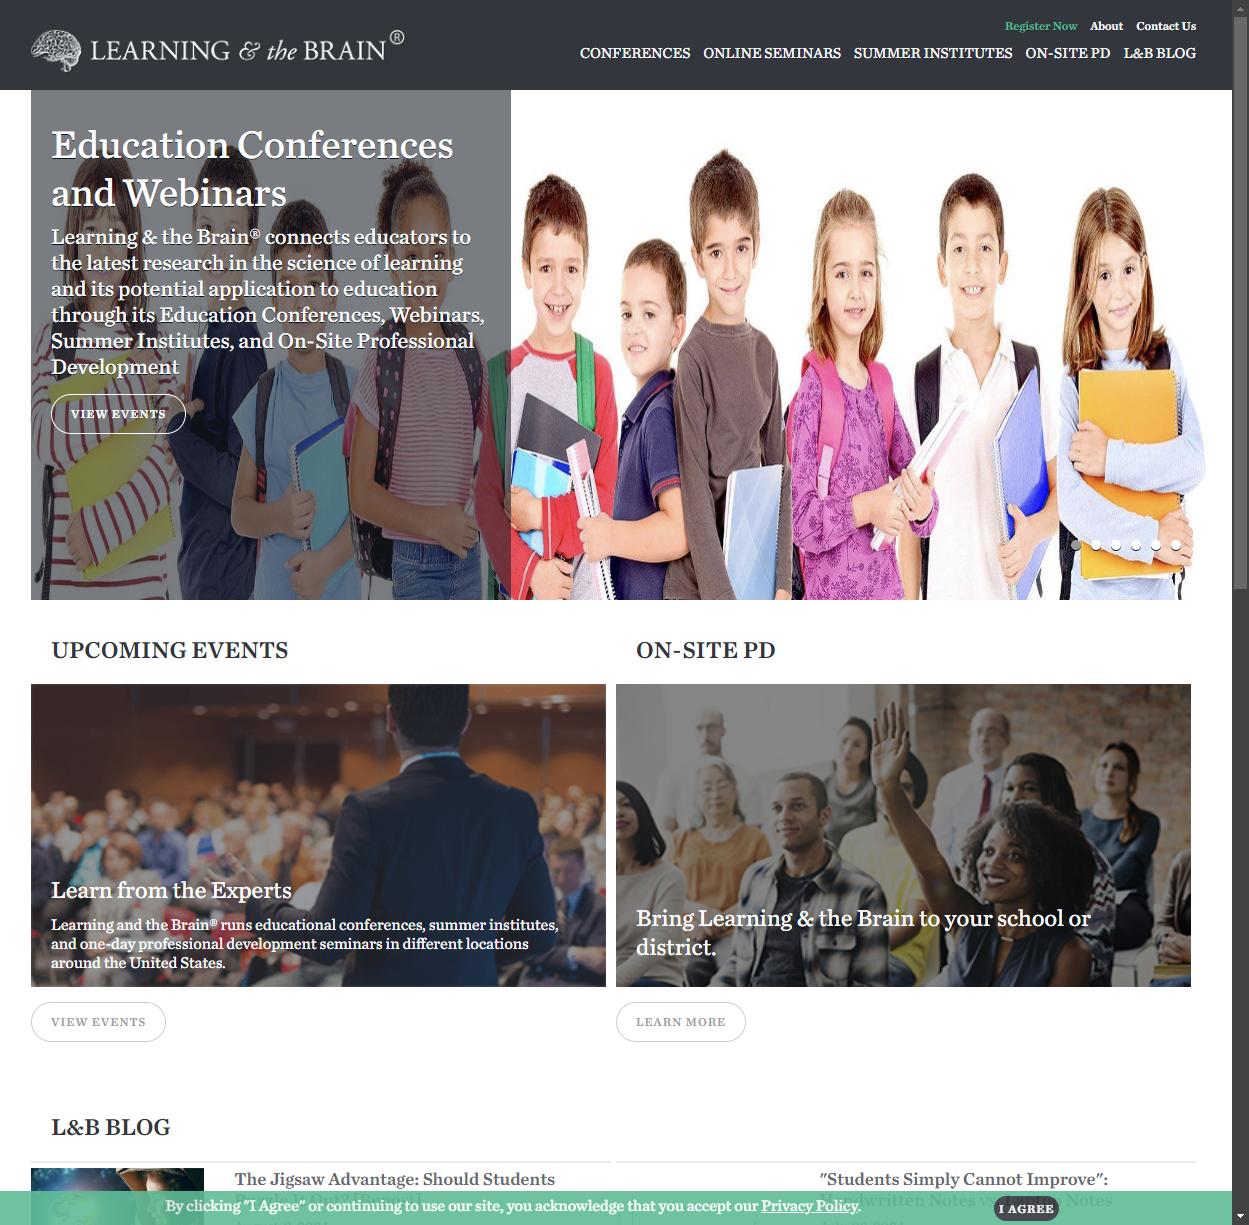 LEARNING & the BRAIN®
Register Now About Contact Us
CONFERENCES ONLINE SEMINARS SUMMER INSTITUTES ON-SITE PD L&B BLOG
Education Conferences
and Webinars
Learning & the Brain® connects educators to
the latest research in the science of learning
and its potential application to education
through its Education Conferences, Webinars,
Summer Institutes, and On-Site Professional
Development
VIEW EVENTS
UPCOMING EVENTS
Learn from the Experts
Learning and the Brain® runs educational conferences, summer institutes,
and one-day professional development seminars in different locations
around the United States.
VIEW EVENTS
ON-SITE PD
Bring Learning & the Brain to your school or
district.
LEARN MORE
L&B BLOG
The Jigsaw Advantage: Should Students
Puzzle It Out? [Repost]
"Students Simply Cannot Improve":
Handwritten Notes vs. Laptop Notes
By clicking "I Agree" or continuing to use our site, you acknowledge that you accept our Privacy Policy.
I AGREE